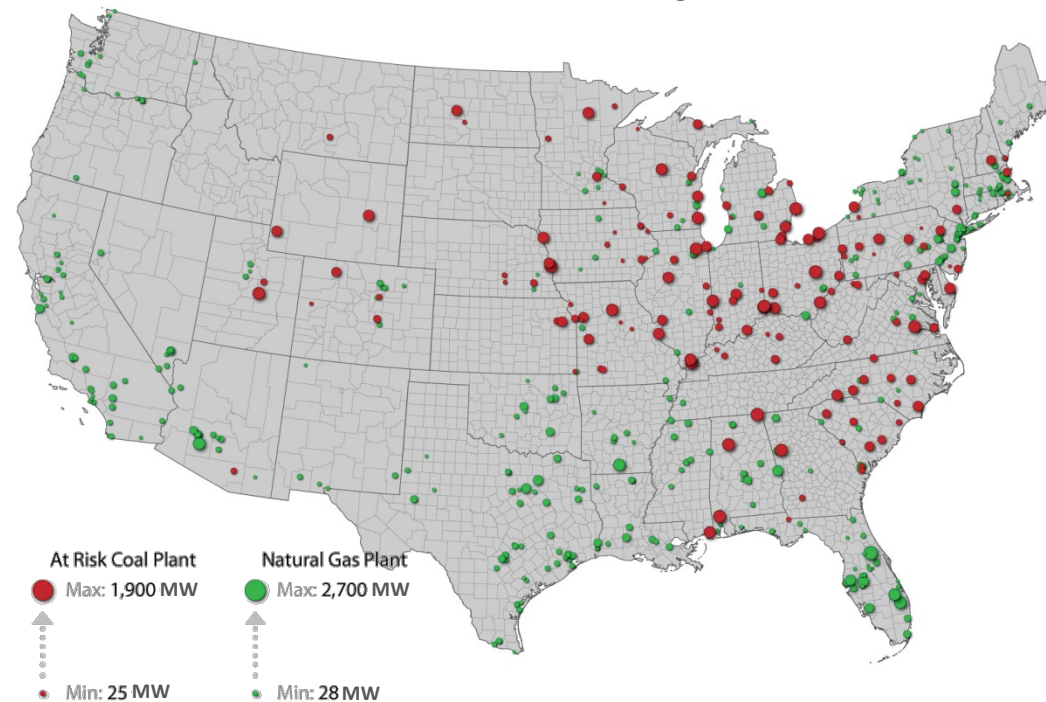 At Risk Coal Plant
Max: 1,900 MW
Min: 25 MW
Natural Gas Plant
Max: 2,700 MW
Min: 28 MW